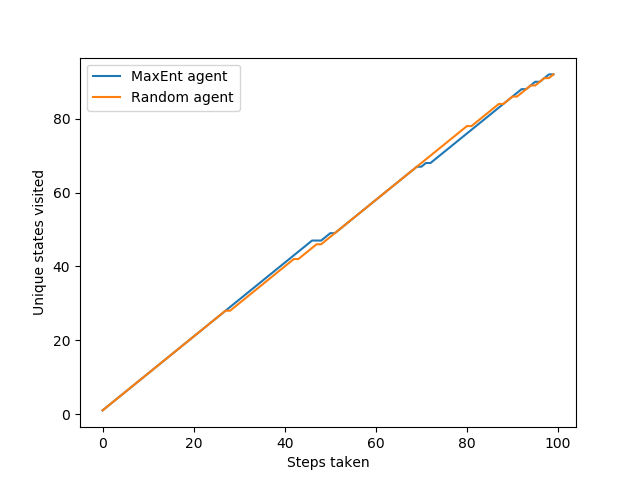 MaxEnt agent
Random agent
Unique states visited
80
60
40
20
0
0 20 40 60 80 100
Steps taken